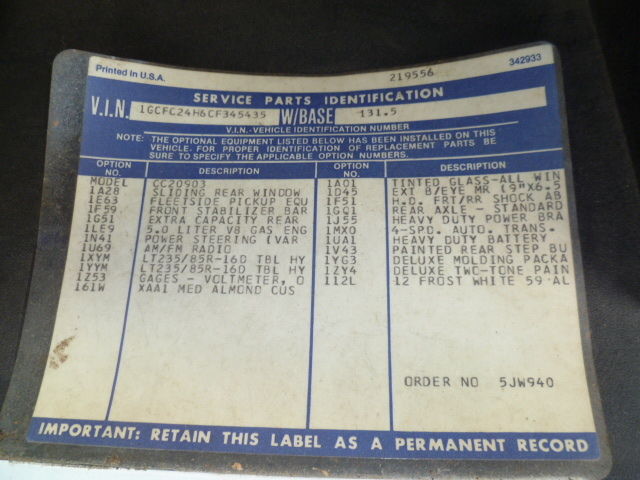 Printed in U.S.A. 219556 342933
SERVICE PARTS IDENTIFICATION
V.I.N. 1GCFC24H6CF345435 W/BASE 131.5
V.I.N.-VEHICLE IDENTIFICATION NUMBER
NOTE: THE OPTIONAL EQUIPMENT LISTED BELOW HAS BEEN INSTALLED ON THIS
VEHICLE. FOR PROPER IDENTIFICATION OF REPLACEMENT PARTS BE
SURE TO SPECIFY THE APPLICABLE OPTION NUMBERS.
OPTION NO. DESCRIPTION
MODEL CC20903
1A28 SLIDING REAR WINDOW
1E63 FLEETSIDE PICKUP EQU
1F59 FRONT STABILIZER BAR
1G51 EXTRA CAPACITY REAR
1LE9 5.0 LITER V8 GAS ENG
1N41 POWER STEERING (VAR
1U69 AM/FM RADIO
1XYM LT235/85R-16D TBL HY
1YYM LT235/85R-16D TBL HY
1Z53 GAGES - VOLTMETER, O
161W XAA1 MED ALMOND CUS
OPTION NO. DESCRIPTION
1A01 TINTED GLASS-ALL WIN
1D45 EXT B/EYE MR (9"X6.5
1F51 H.D. FRT/RR SHOCK AB
1GQ1 REAR AXLE - STANDARD
1J55 HEAVY DUTY POWER BRA
1MX0 4-SPD. AUTO. TRANS.
1UA1 HEAVY DUTY BATTERY
1V43 PAINTED REAR STEP BU
1YG3 DELUXE MOLDING PACKA
1ZY4 DELUXE TWO-TONE PAIN
112L 12 FROST WHITE 59 AL
ORDER NO 5JW940
IMPORTANT: RETAIN THIS LABEL AS A PERMANENT RECORD